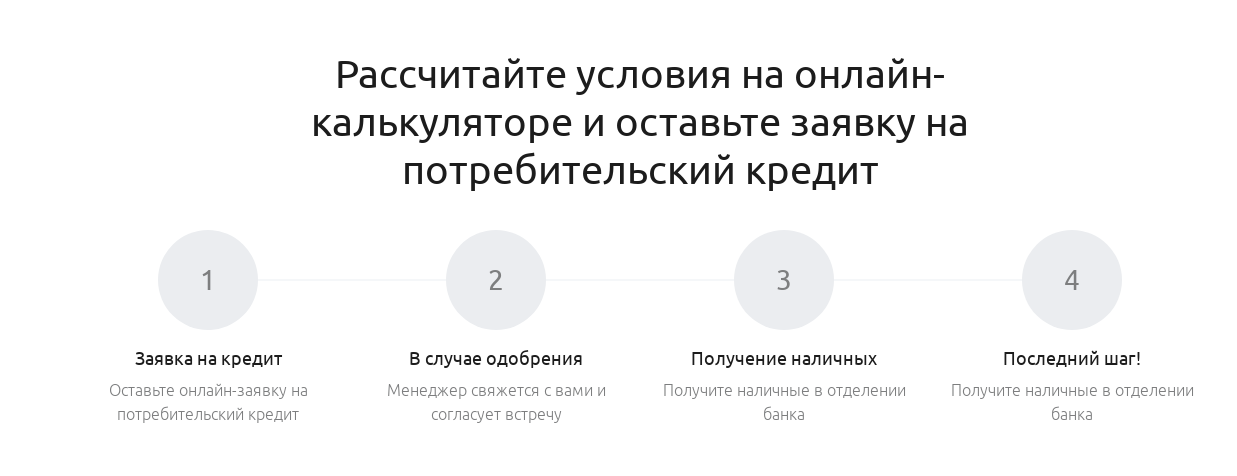 Рассчитайте условия на онлайн-
калькуляторе и оставьте заявку на
потребительский кредит
1
2
3
4
Заявка на кредит
Оставьте онлайн-заявку на
потребительский кредит
В случае одобрения
Менеджер свяжется с вами и
согласует встречу
Получение наличных
Получите наличные в отделении
банка
Последний шаг!
Получите наличные в отделении
банка